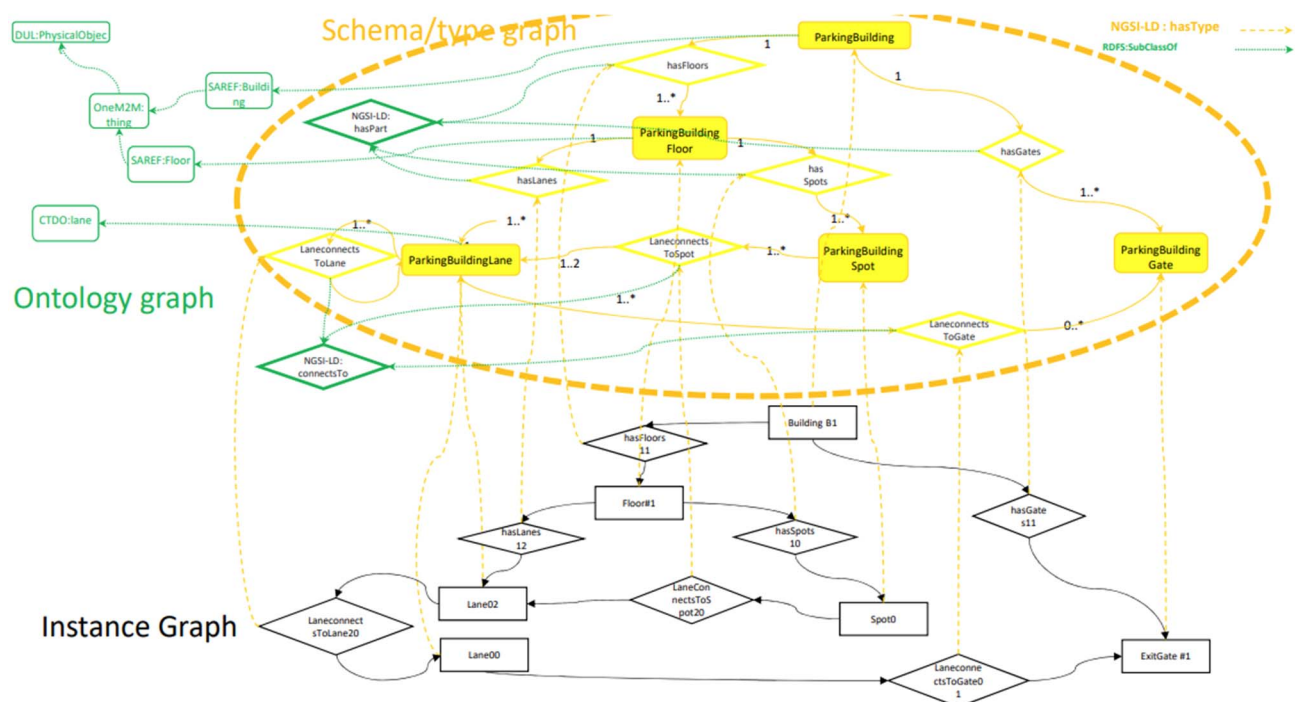 Schema/type graph
NGSI-LD : hasType
RDFS:SubClassOf
DUL:PhysicalObjec
ParkingBuilding
1
hasFloors
1
SAREF:Buildi
ng
OneM2M:
thing
1..*
NGSI-LD:
hasPart
ParkingBuilding
Floor
1
1
hasGates
SAREF:Floor
hasLanes
has
Spots
1..*
CTDO:lane
1..*
1..*
1..*
Laneconnects
ToLane
ParkingBuildingLane
Laneconnects
ToSpot
1..*
1..2
ParkingBuilding
Spot
ParkingBuilding
Gate
Ontology graph
1..*
Laneconnects
ToGate
0..*
NGSI-LD:
connectsTo
Building B1
hasFloors
11
Floor#1
hasGate
s11
hasLanes
12
hasSpots
10
Lane02
LaneCon
nectsToS
pot20
Spot0
Instance Graph
Laneconnect
sToLane20
Lane00
Laneconne
ctsToGate0
1
ExitGate #1